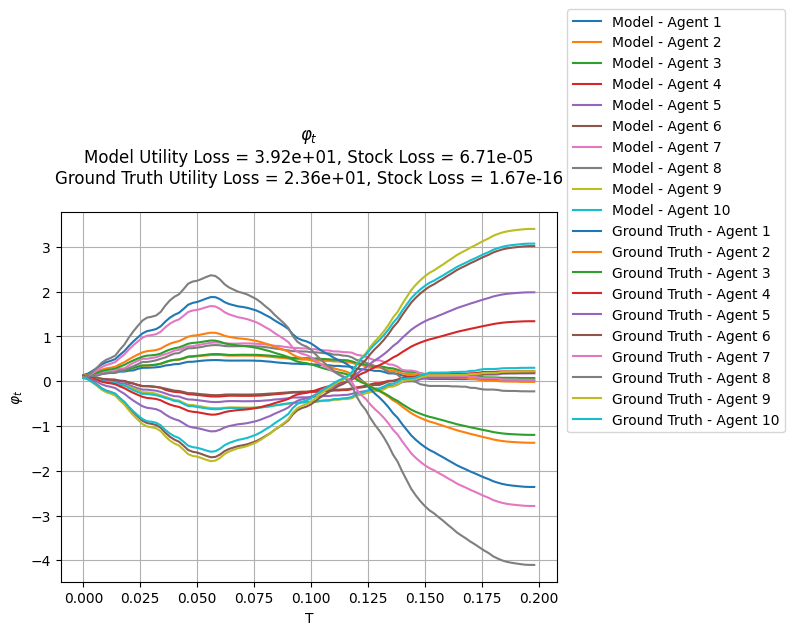 φt
Model Utility Loss = 3.92e+01, Stock Loss = 6.71e-05
Ground Truth Utility Loss = 2.36e+01, Stock Loss = 1.67e-16
Model - Agent 1
Model - Agent 2
Model - Agent 3
Model - Agent 4
Model - Agent 5
Model - Agent 6
Model - Agent 7
Model - Agent 8
Model - Agent 9
Model - Agent 10
Ground Truth - Agent 1
Ground Truth - Agent 2
Ground Truth - Agent 3
Ground Truth - Agent 4
Ground Truth - Agent 5
Ground Truth - Agent 6
Ground Truth - Agent 7
Ground Truth - Agent 8
Ground Truth - Agent 9
Ground Truth - Agent 10
φt
3
2
1
0
−1
−2
−3
−4
0.000 0.025 0.050 0.075 0.100 0.125 0.150 0.175 0.200
T